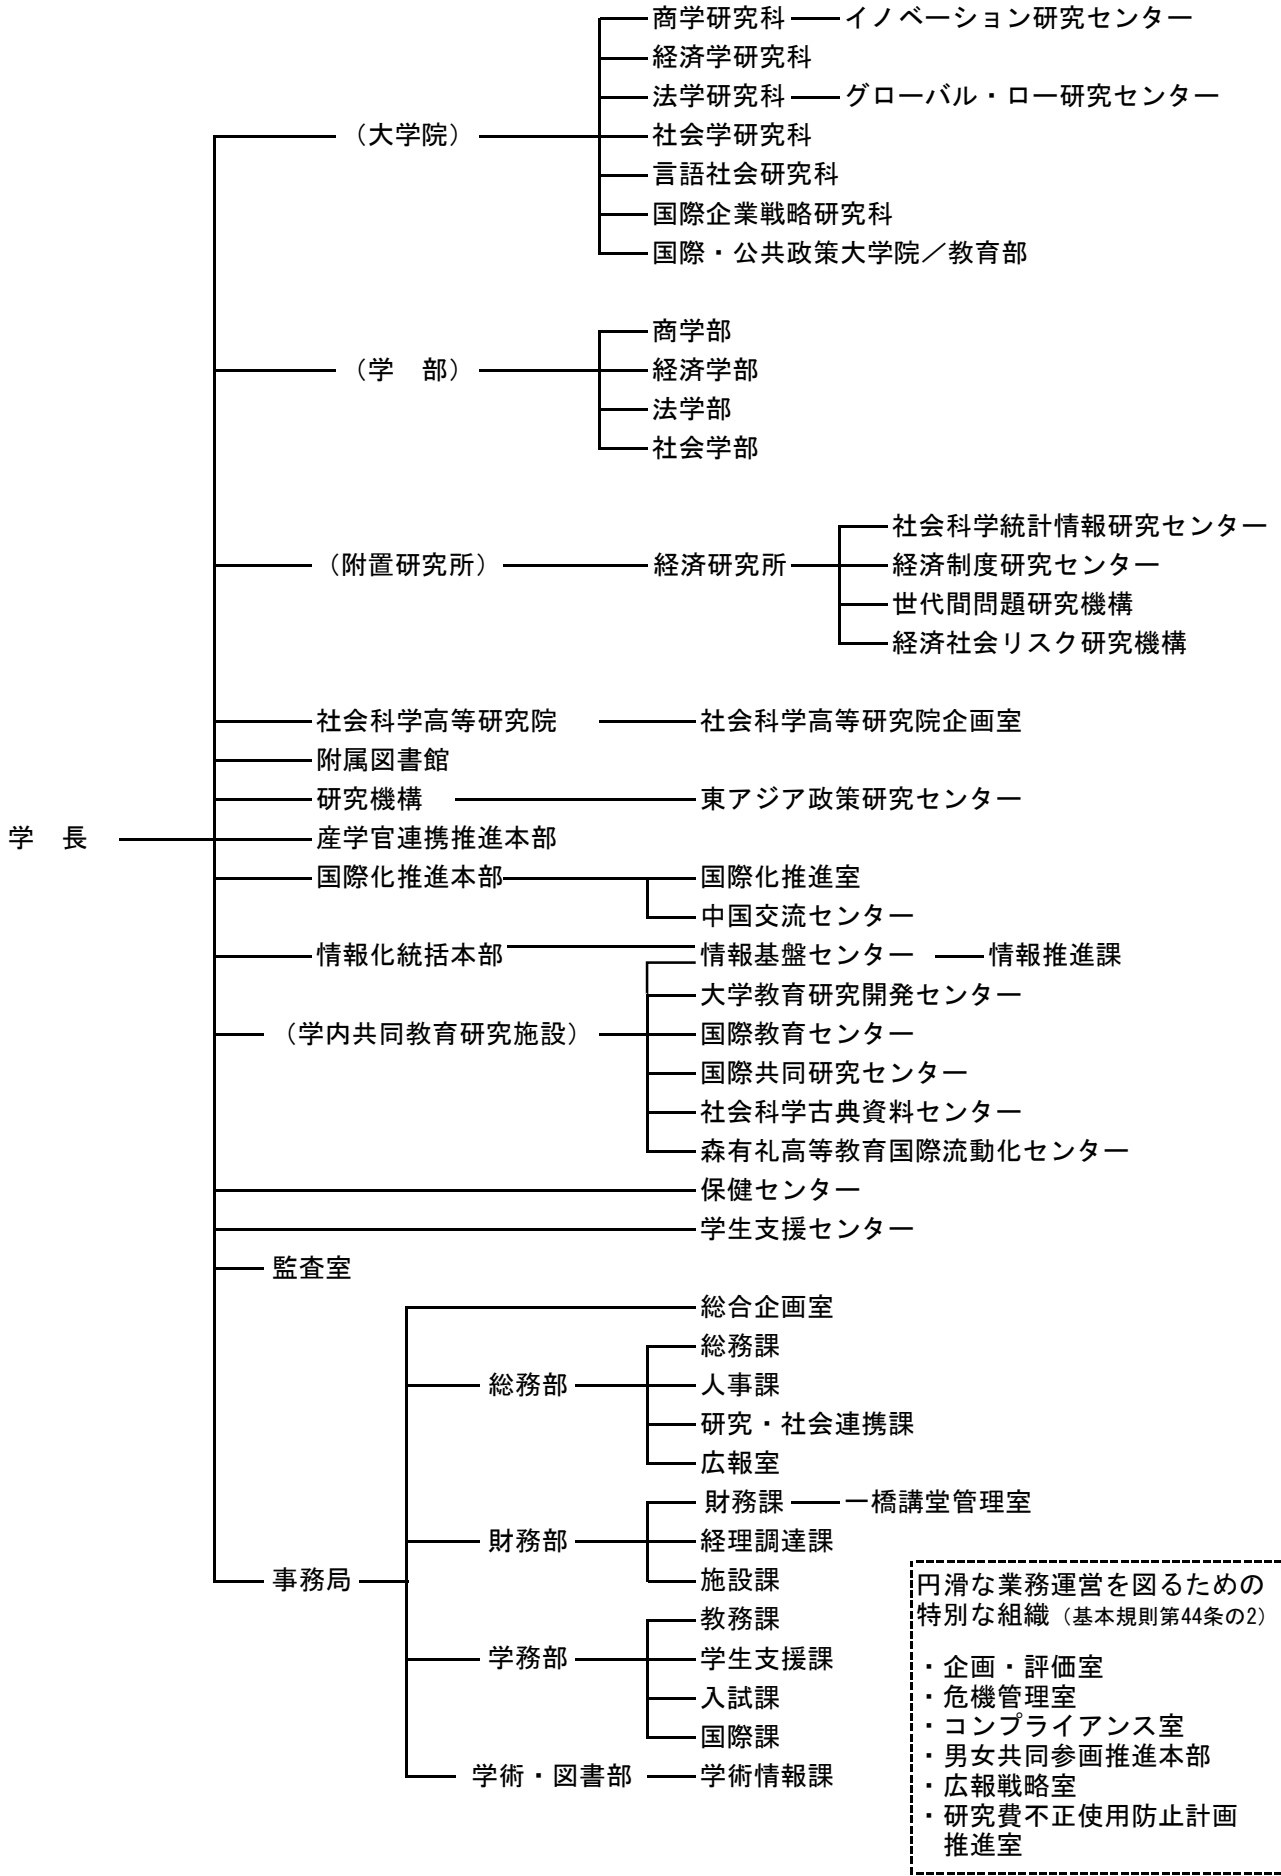 商学研究科 イノベーション研究センター
経済学研究科
法学研究科 グローバル・ロー研究センター
（大学院） 社会学研究科
言語社会研究科
国際企業戦略研究科
国際・公共政策大学院／教育部
商学部
（学　部） 経済学部
法学部
社会学部
社会科学統計情報研究センター
（附置研究所） 経済研究所 経済制度研究センター
世代間問題研究機構
経済社会リスク研究機構
社会科学高等研究院 社会科学高等研究院企画室
附属図書館
研究機構 東アジア政策研究センター
学　長 産学官連携推進本部
国際化推進本部 国際化推進室
中国交流センター
情報化統括本部 情報基盤センター 情報推進課
大学教育研究開発センター
（学内共同教育研究施設） 国際教育センター
国際共同研究センター
社会科学古典資料センター
森有礼高等教育国際流動化センター
保健センター
学生支援センター
監査室
総合企画室
総務課
総務部 人事課
研究・社会連携課
広報室
財務課 一橋講堂管理室
財務部 経理調達課
事務局 施設課
教務課
学務部 学生支援課
入試課
国際課
学術・図書部 学術情報課
円滑な業務運営を図るための
特別な組織（基本規則第44条の2）
・企画・評価室
・危機管理室
・コンプライアンス室
・男女共同参画推進本部
・広報戦略室
・研究費不正使用防止計画
推進室